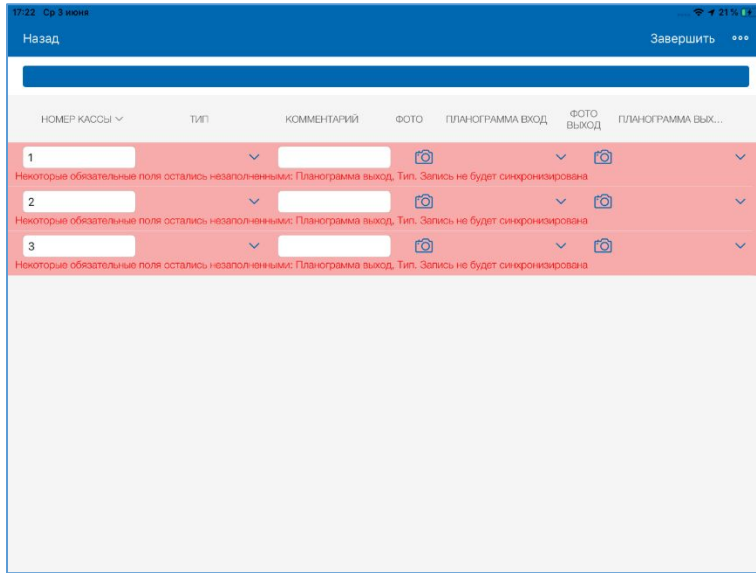 17:22 Ср 3 июня
21 %
Назад
Завершить
НОМЕР КАССЫ ТИП КОММЕНТАРИЙ ФОТО ПЛАНОГРАММА ВХОД ФОТО ВЫХОД ПЛАНОГРАММА ВЫХ...
1
Некоторые обязательные поля остались незаполненными: Планограмма выход, Тип. Запись не будет синхронизирована
2
Некоторые обязательные поля остались незаполненными: Планограмма выход, Тип. Запись не будет синхронизирована
3
Некоторые обязательные поля остались незаполненными: Планограмма выход, Тип. Запись не будет синхронизирована